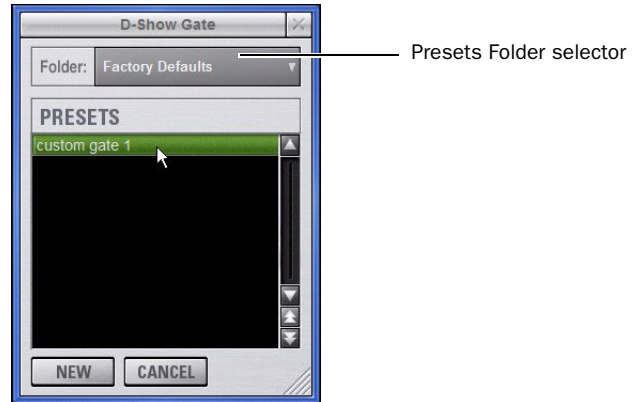 D-Show Gate
Folder: Factory Defaults
Presets Folder selector
PRESETS
custom gate 1
NEW CANCEL